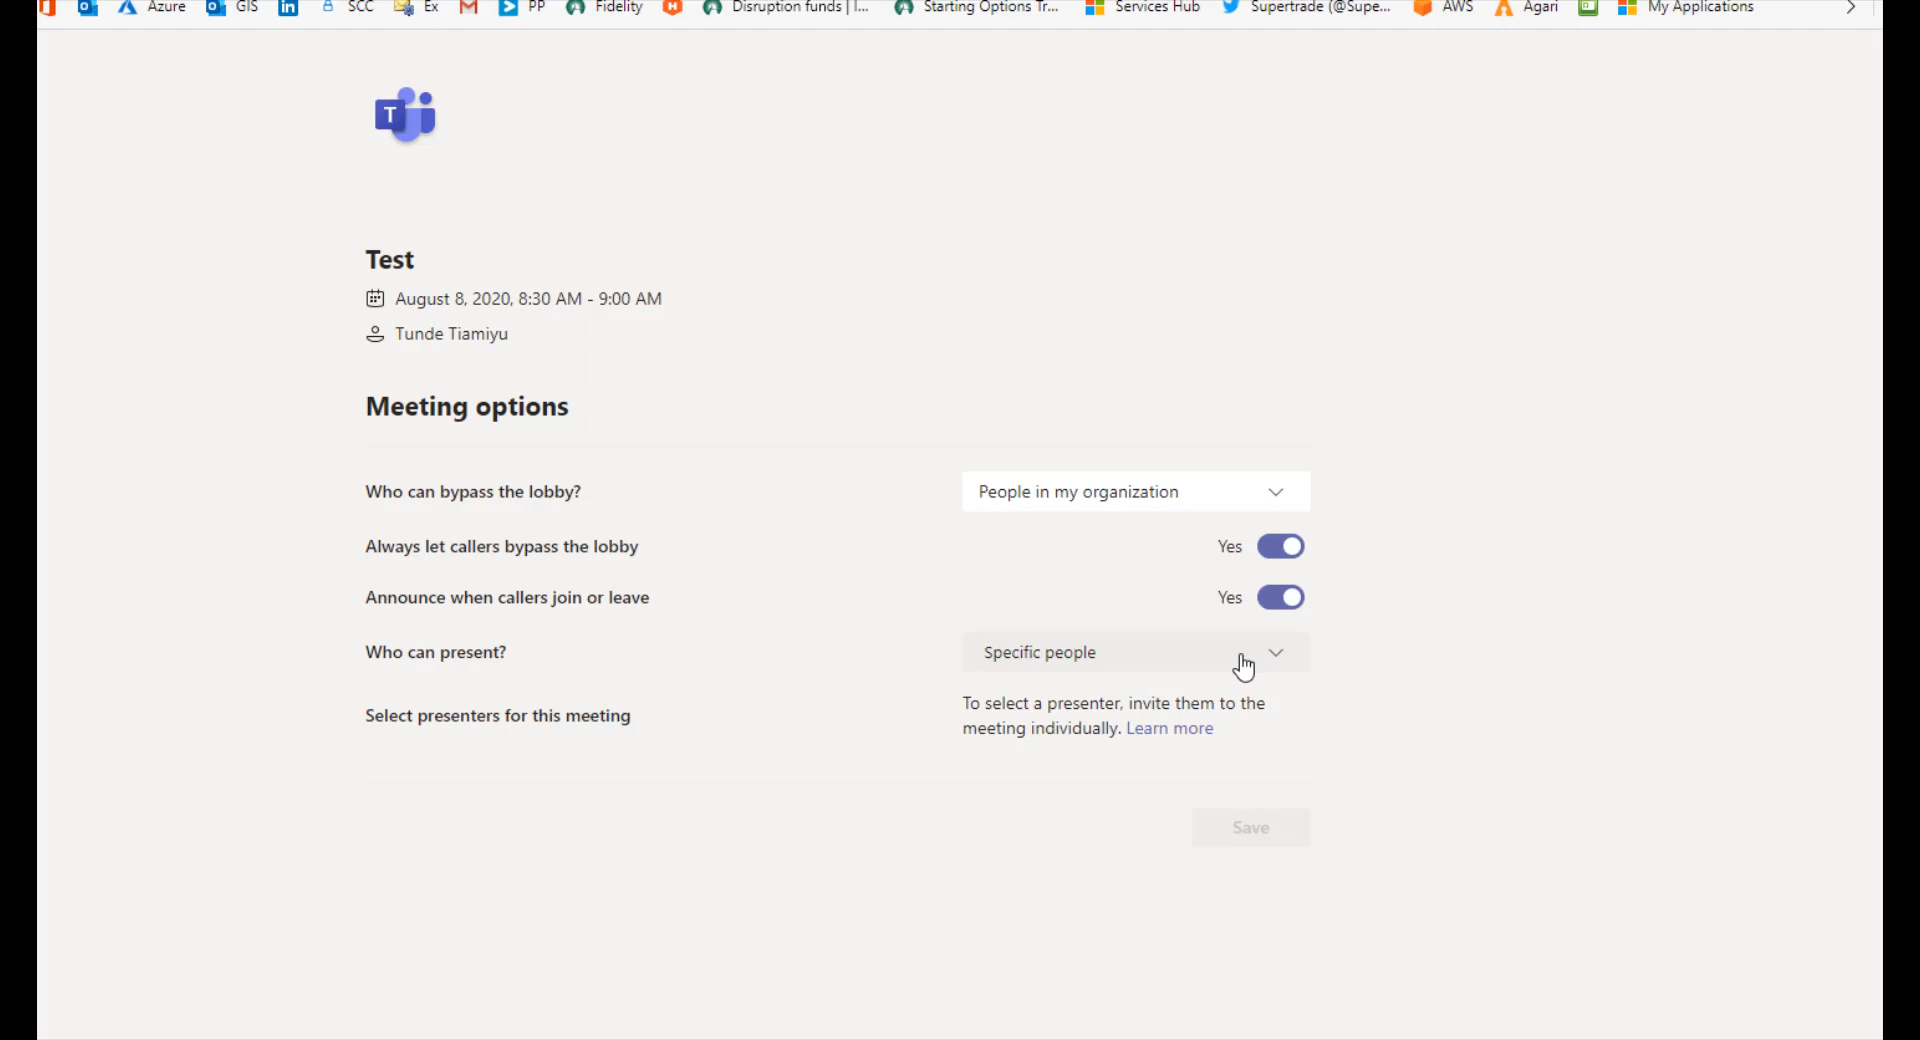 Azure GIS SCC Ex PP Fidelity Disruption funds | I... Starting Options Tr... Services Hub Supertrade (@Supe... AWS Agari My Applications
T
Test
August 8, 2020, 8:30 AM - 9:00 AM
Tunde Tiamiyu
Meeting options
Who can bypass the lobby? People in my organization
Always let callers bypass the lobby Yes
Announce when callers join or leave Yes
Who can present? Specific people
Select presenters for this meeting
To select a presenter, invite them to the
meeting individually. Learn more
Save